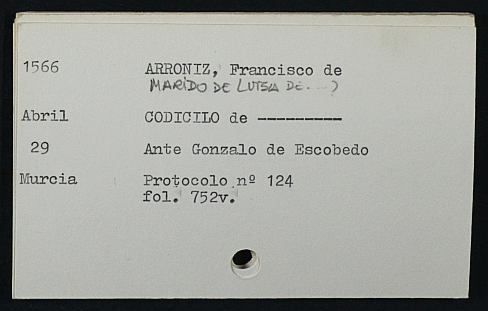 1566 ARRONIZ, Francisco de
MARIDO DE LUISA DE...)
Abril CODICILO de ---------
29 Ante Gonzalo de Escobedo
Murcia Protocolo nº 124
fol. 752v.